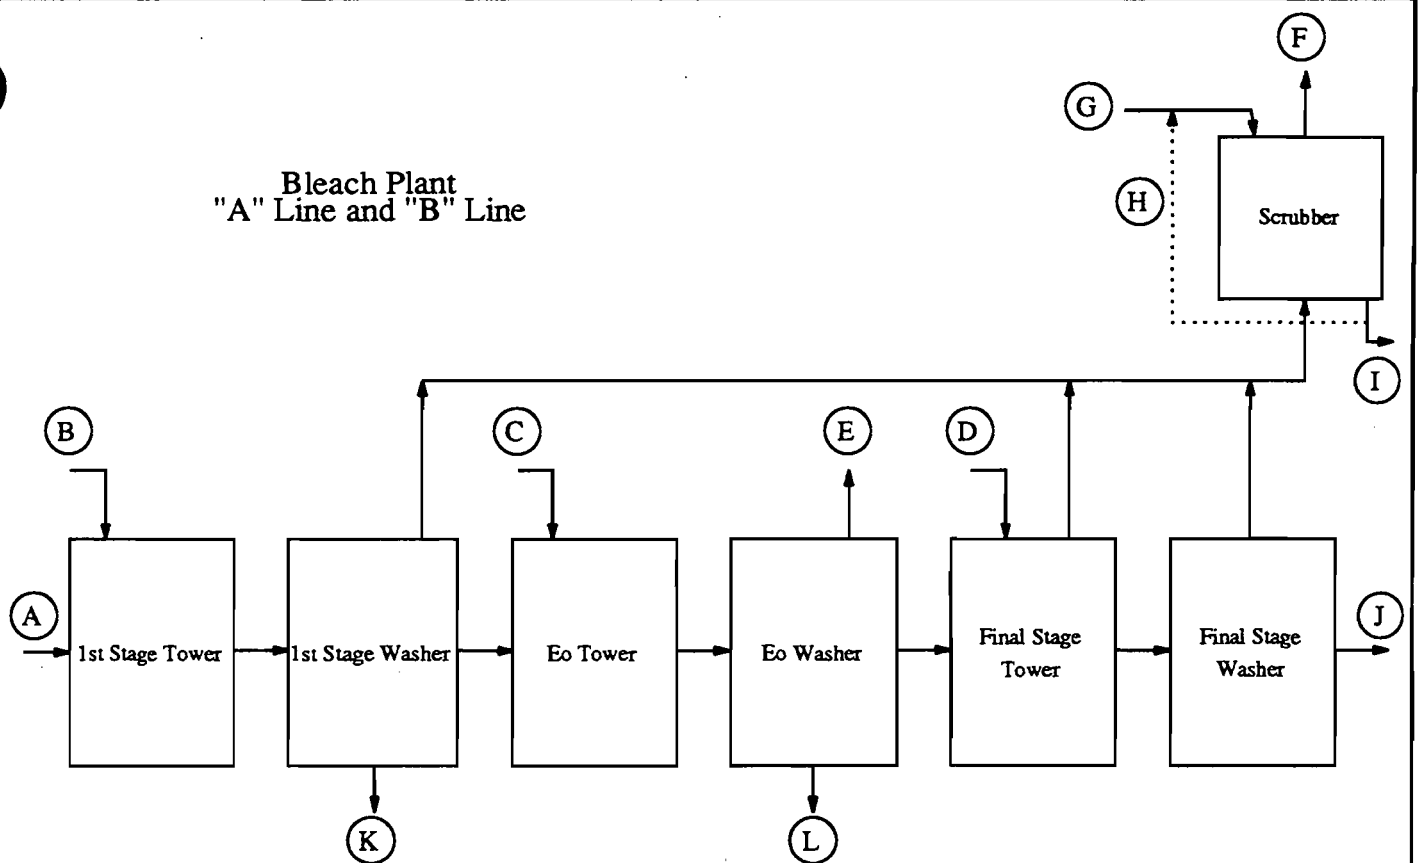 F
G
Bleach Plant
"A" Line and "B" Line
H
Scrubber
I
B
C
E
D
A
J
1st Stage Tower
1st Stage Washer
Eo Tower
Eo Washer
Final Stage
Tower
Final Stage
Washer
K
L